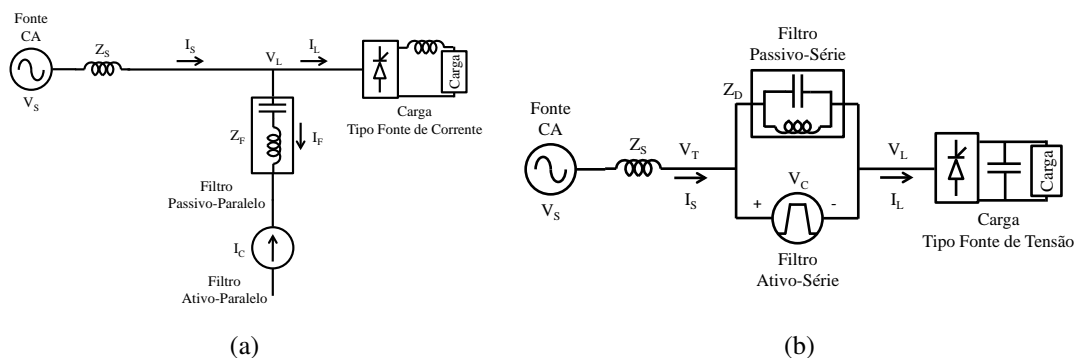 Fonte
CA
Z_S
V_S
I_S
V_L
I_L
Carga
Carga
Tipo Fonte de Corrente
Z_F
I_F
Filtro
Passivo-Paralelo
I_C
Filtro
Ativo-Paralelo
(a)
Filtro
Passivo-Série
Z_D
Fonte
CA
Z_S
V_S
V_T
I_S
V_C
+
-
Filtro
Ativo-Série
V_L
I_L
Carga
Carga
Tipo Fonte de Tensão
(b)